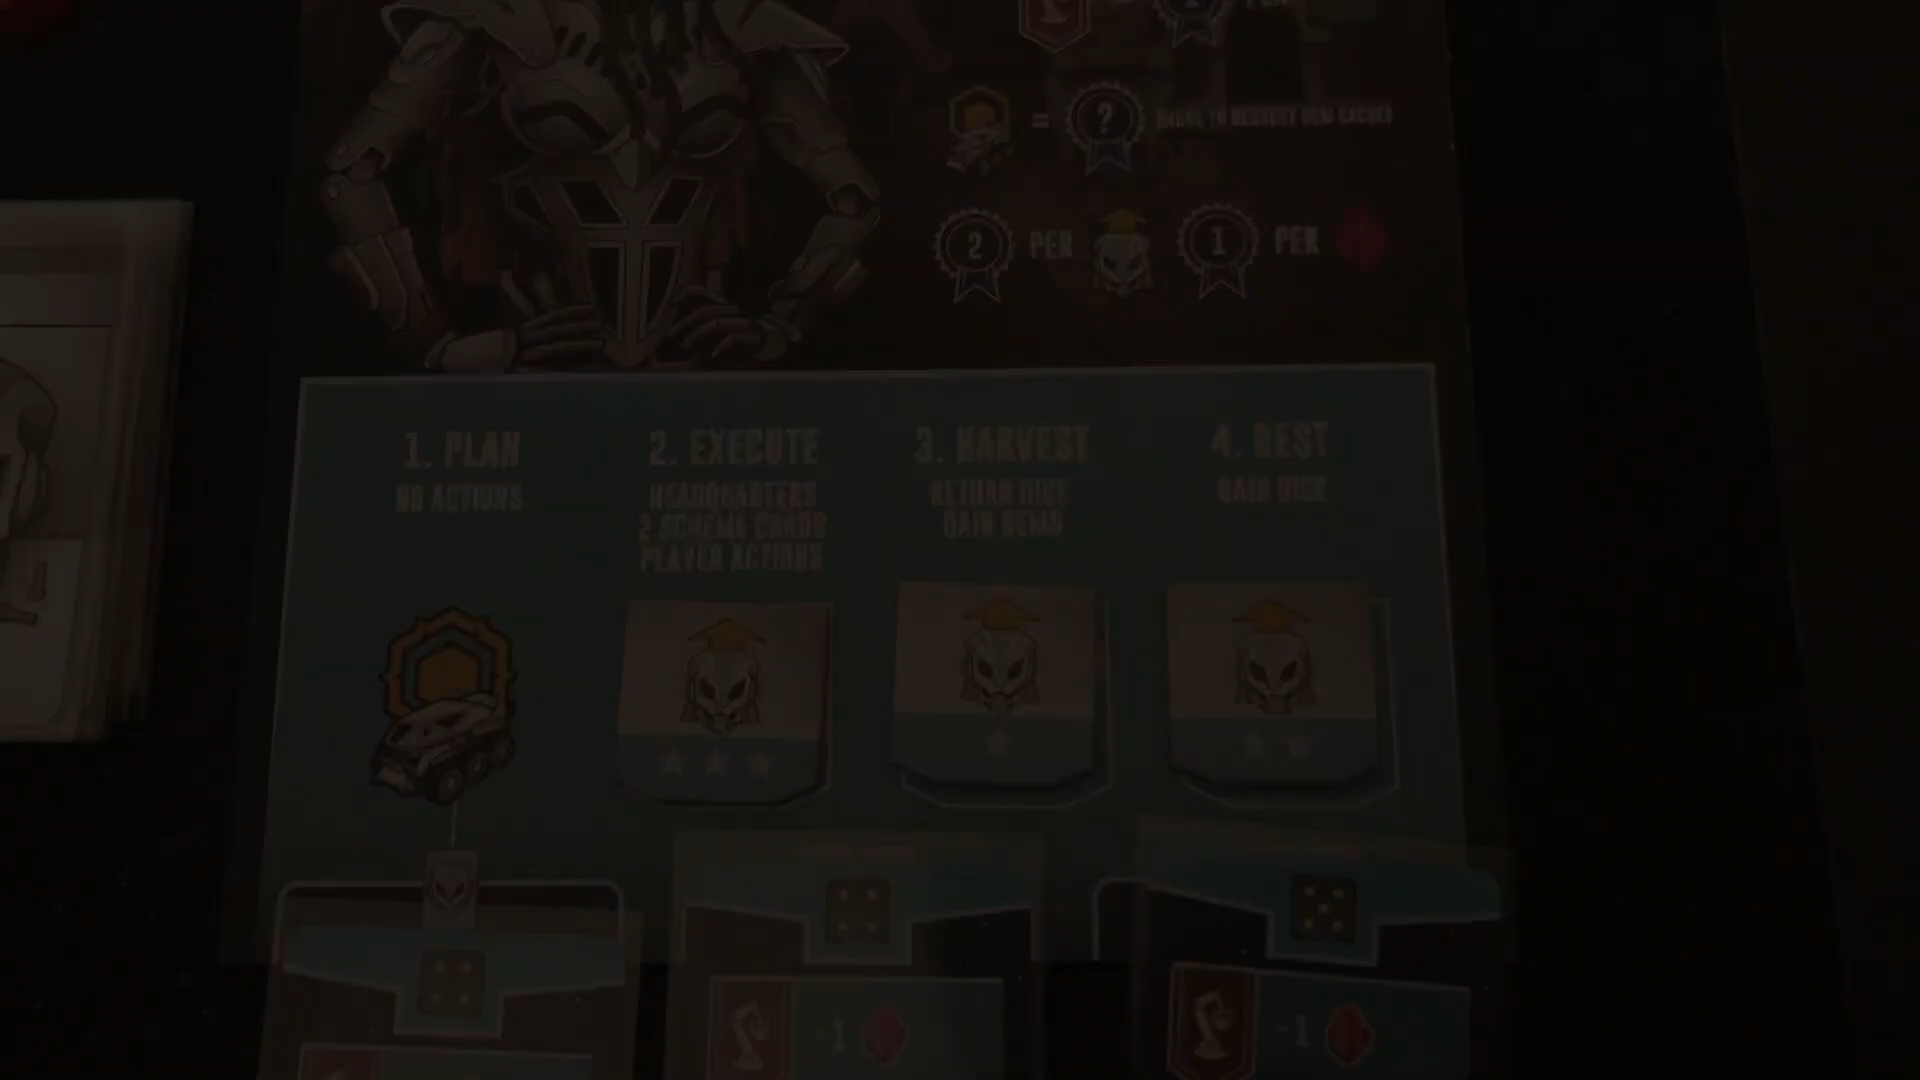 PER
= ?
2 PER 1 PER
1. PLAN
NO ACTIONS
2. EXECUTE
HEADQUARTERS
2 SCHEME CARDS
PLAYER ACTIONS
3. HARVEST
RETURN DICE
GAIN GEMS
4. REST
GAIN DICE
-1
-1